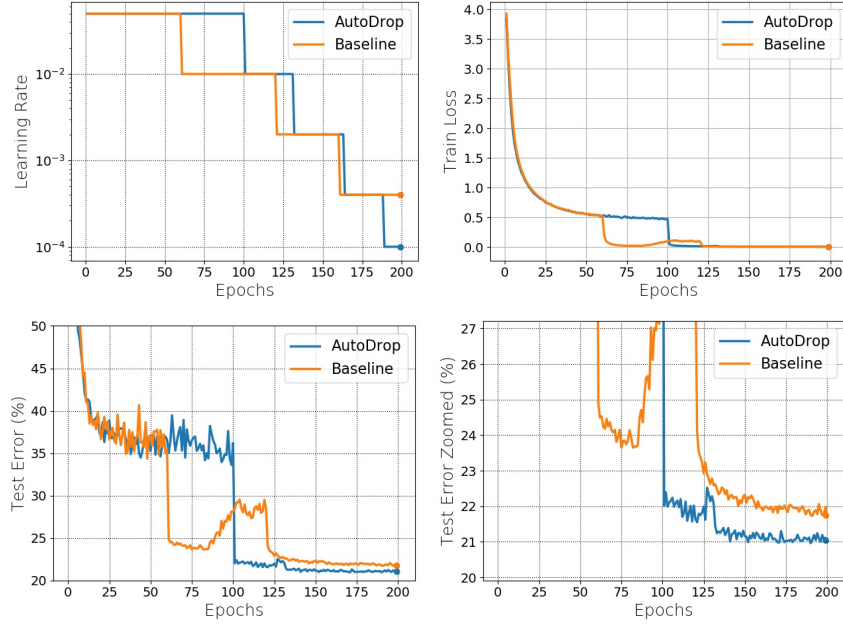 AutoDrop
Baseline
Learning Rate
10⁻²
10⁻³
10⁻⁴
0 25 50 75 100 125 150 175 200
Epochs
AutoDrop
Baseline
Train Loss
4.0
3.5
3.0
2.5
2.0
1.5
1.0
0.5
0.0
0 25 50 75 100 125 150 175 200
Epochs
AutoDrop
Baseline
Test Error (%)
50
45
40
35
30
25
20
0 25 50 75 100 125 150 175 200
Epochs
AutoDrop
Baseline
Test Error Zoomed (%)
27
26
25
24
23
22
21
20
0 25 50 75 100 125 150 175 200
Epochs